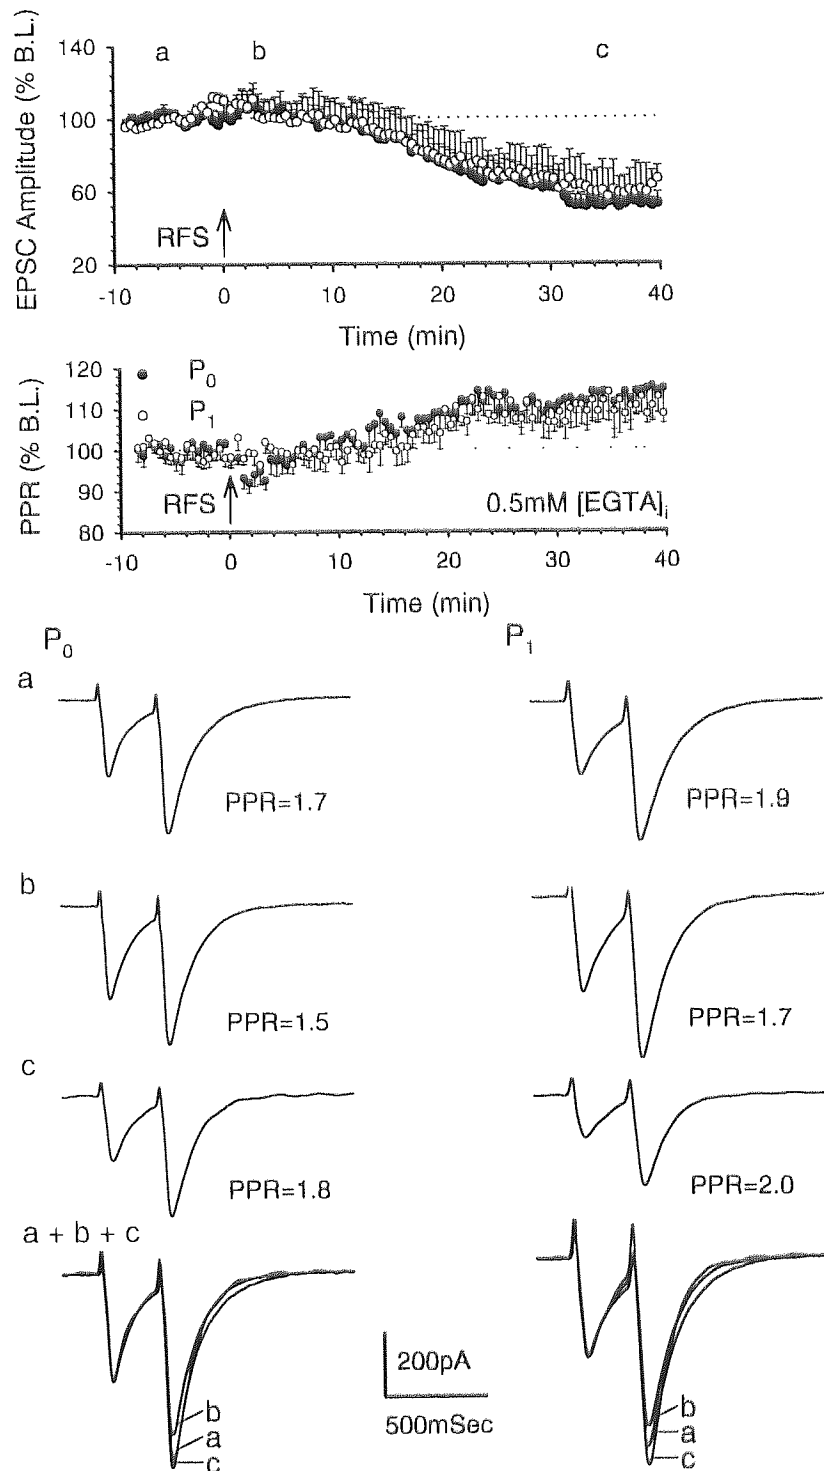 140
100
60
20
EPSC Amplitude (% B.L.)
a b c
RFS
-10 0 10 20 30 40
Time (min)
120
110
100
90
80
PPR (% B.L.)
P0
P1
RFS
0.5mM [EGTA]i
-10 0 10 20 30 40
Time (min)
P0 P1
a
PPR=1.7 PPR=1.9
b
PPR=1.5 PPR=1.7
c
PPR=1.8 PPR=2.0
a + b + c
200pA
500mSec
b
a
c
b
a
c